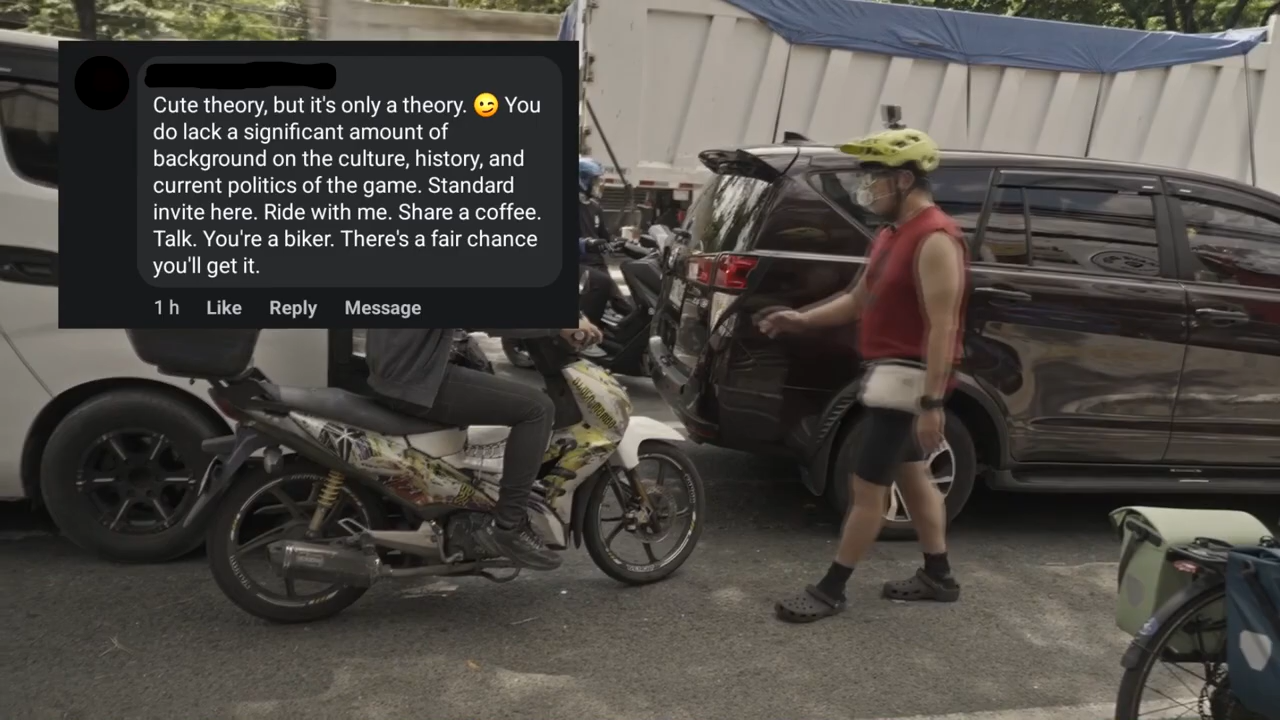 Cute theory, but it's only a theory. 😉 You
do lack a significant amount of
background on the culture, history, and
current politics of the game. Standard
invite here. Ride with me. Share a coffee.
Talk. You're a biker. There's a fair chance
you'll get it.
1 h Like Reply Message